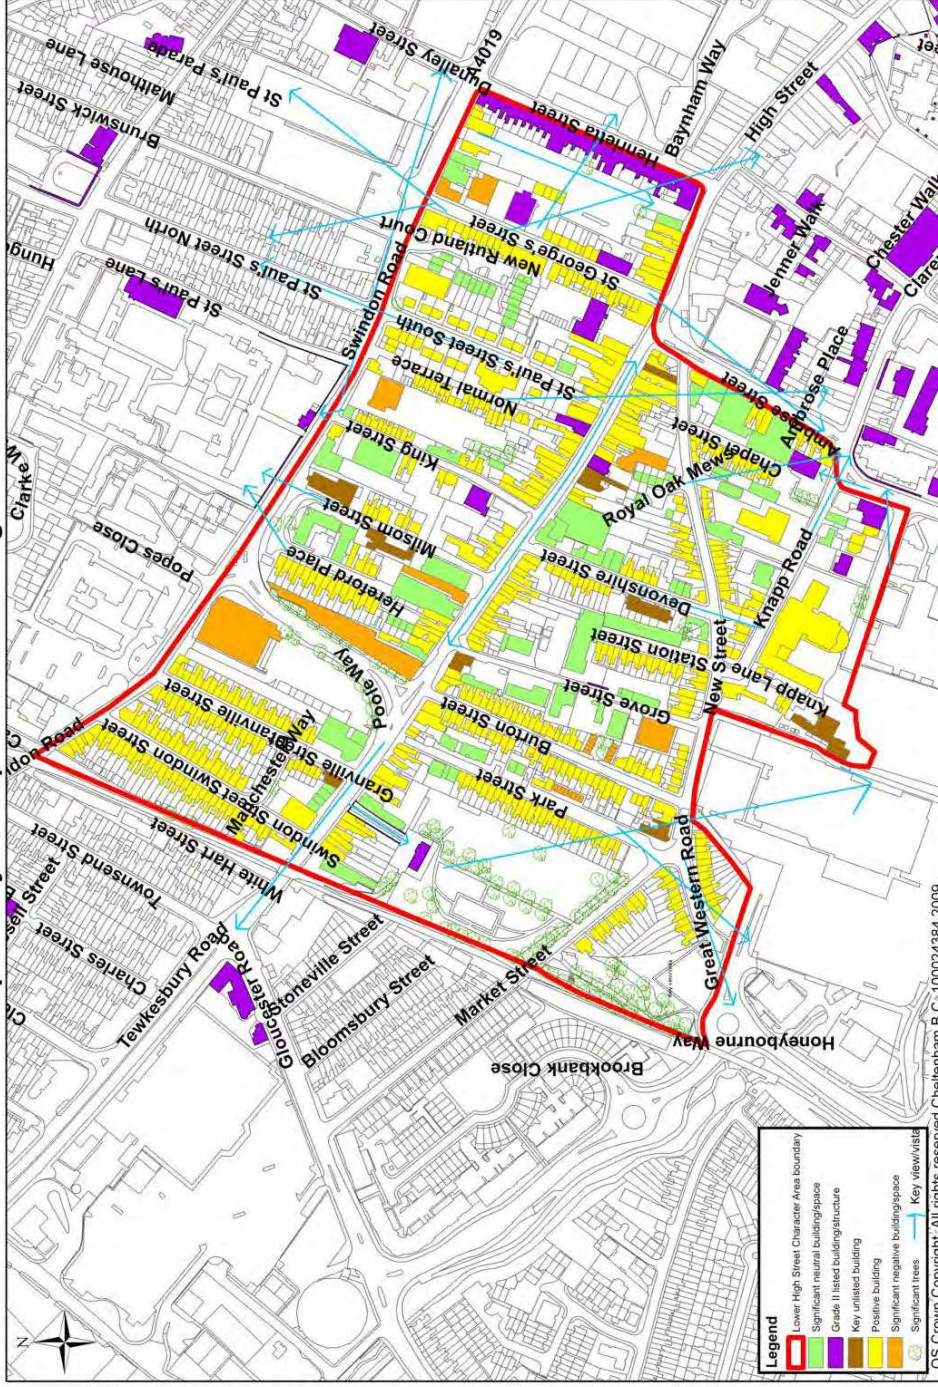 Dunalley Street
A4019
St Paul's Parade
Malthouse Lane
Brunswick Street
St Paul's Street North
St Paul's Lane
Swindon Road
Popes Close
Henrietta Street
Baynham Way
High Street
Jenner Walk
Chester Walk
St George's Street
New Rutland Court
St Paul's Street South
Normal Terrace
King Street
Milsom Street
Hereford Place
Poole Way
Ambrose Street
Ambrose Place
Chapel Street
Royal Oak Mews
Devonshire Street
Station Street
Grove Street
Burton Street
Park Street
New Street
Knapp Road
Knapp Lane
Stanville Street
Manchester Way
Granville Street
Swindon Street
Swindon Street
White Hart Street
Townsend Street
Charles Street
Tewkesbury Road
Gloucester Road
Stoneville Street
Bloomsbury Street
Market Street
Great Western Road
Honeybourne Way
Brookbank Close
N
Legend
Lower High Street Character Area boundary
Significant neutral building/space
Grade II listed building/structure
Key unlisted building
Positive building
Significant negative building/space
Significant trees
Key view/vista
OS Crown Copyright. All rights reserved Cheltenham B.C. 100024384 2009